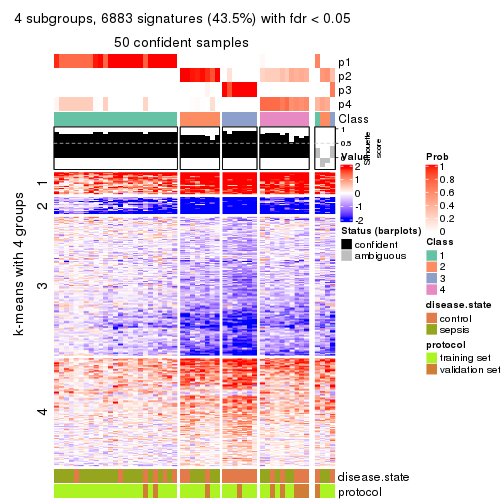 4 subgroups, 6883 signatures (43.5%) with fdr < 0.05
50 confident samples
p1
p2
p3
p4
Class
1
0.5
0
Silhouette
score
k-means with 4 groups
1
2
3
4
disease.state
protocol
Value
2
1
0
-1
-2
Status (barplots)
confident
ambiguous
Prob
1
0.8
0.6
0.4
0.2
0
Class
1
2
3
4
disease.state
control
sepsis
protocol
training set
validation set